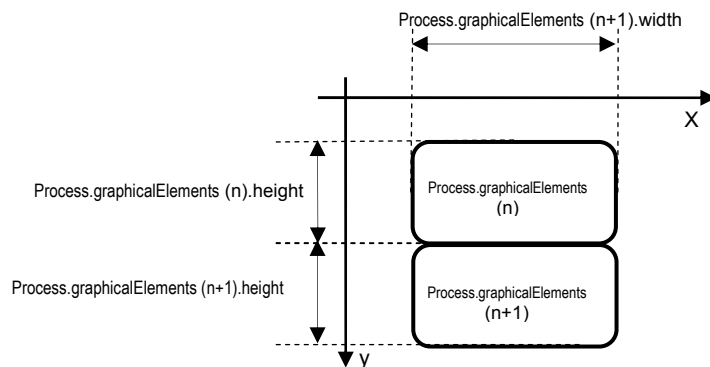 Process.graphicalElements (n+1).width
X
Process.graphicalElements (n).height
Process.graphicalElements
(n)
Process.graphicalElements (n+1).height
Process.graphicalElements
(n+1)
y